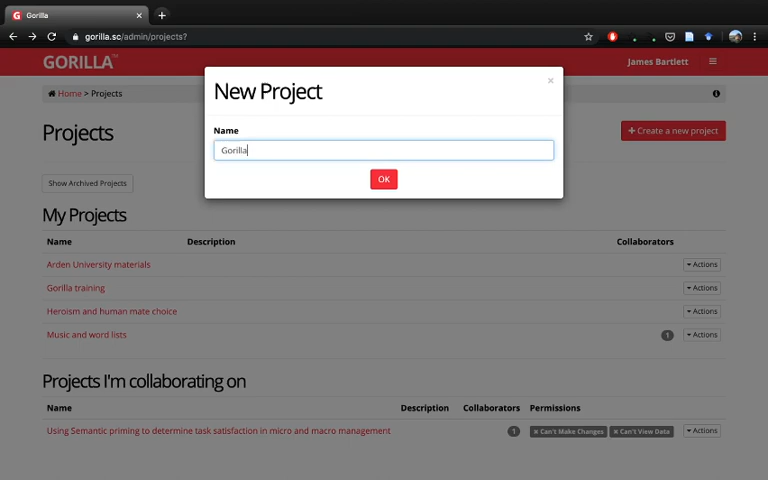 Gorilla
gorilla.sc/admin/projects?
GORILLA™
James Bartlett
Home > Projects
New Project
×
Name
Gorilla
OK
Projects
+ Create a new project
Show Archived Projects
My Projects
Name Description Collaborators
Arden University materials Actions
Gorilla training Actions
Heroism and human mate choice Actions
Music and word lists 1 Actions
Projects I'm collaborating on
Name Description Collaborators Permissions
Using Semantic priming to determine task satisfaction in micro and macro management 1 × Can't Make Changes × Can't View Data Actions